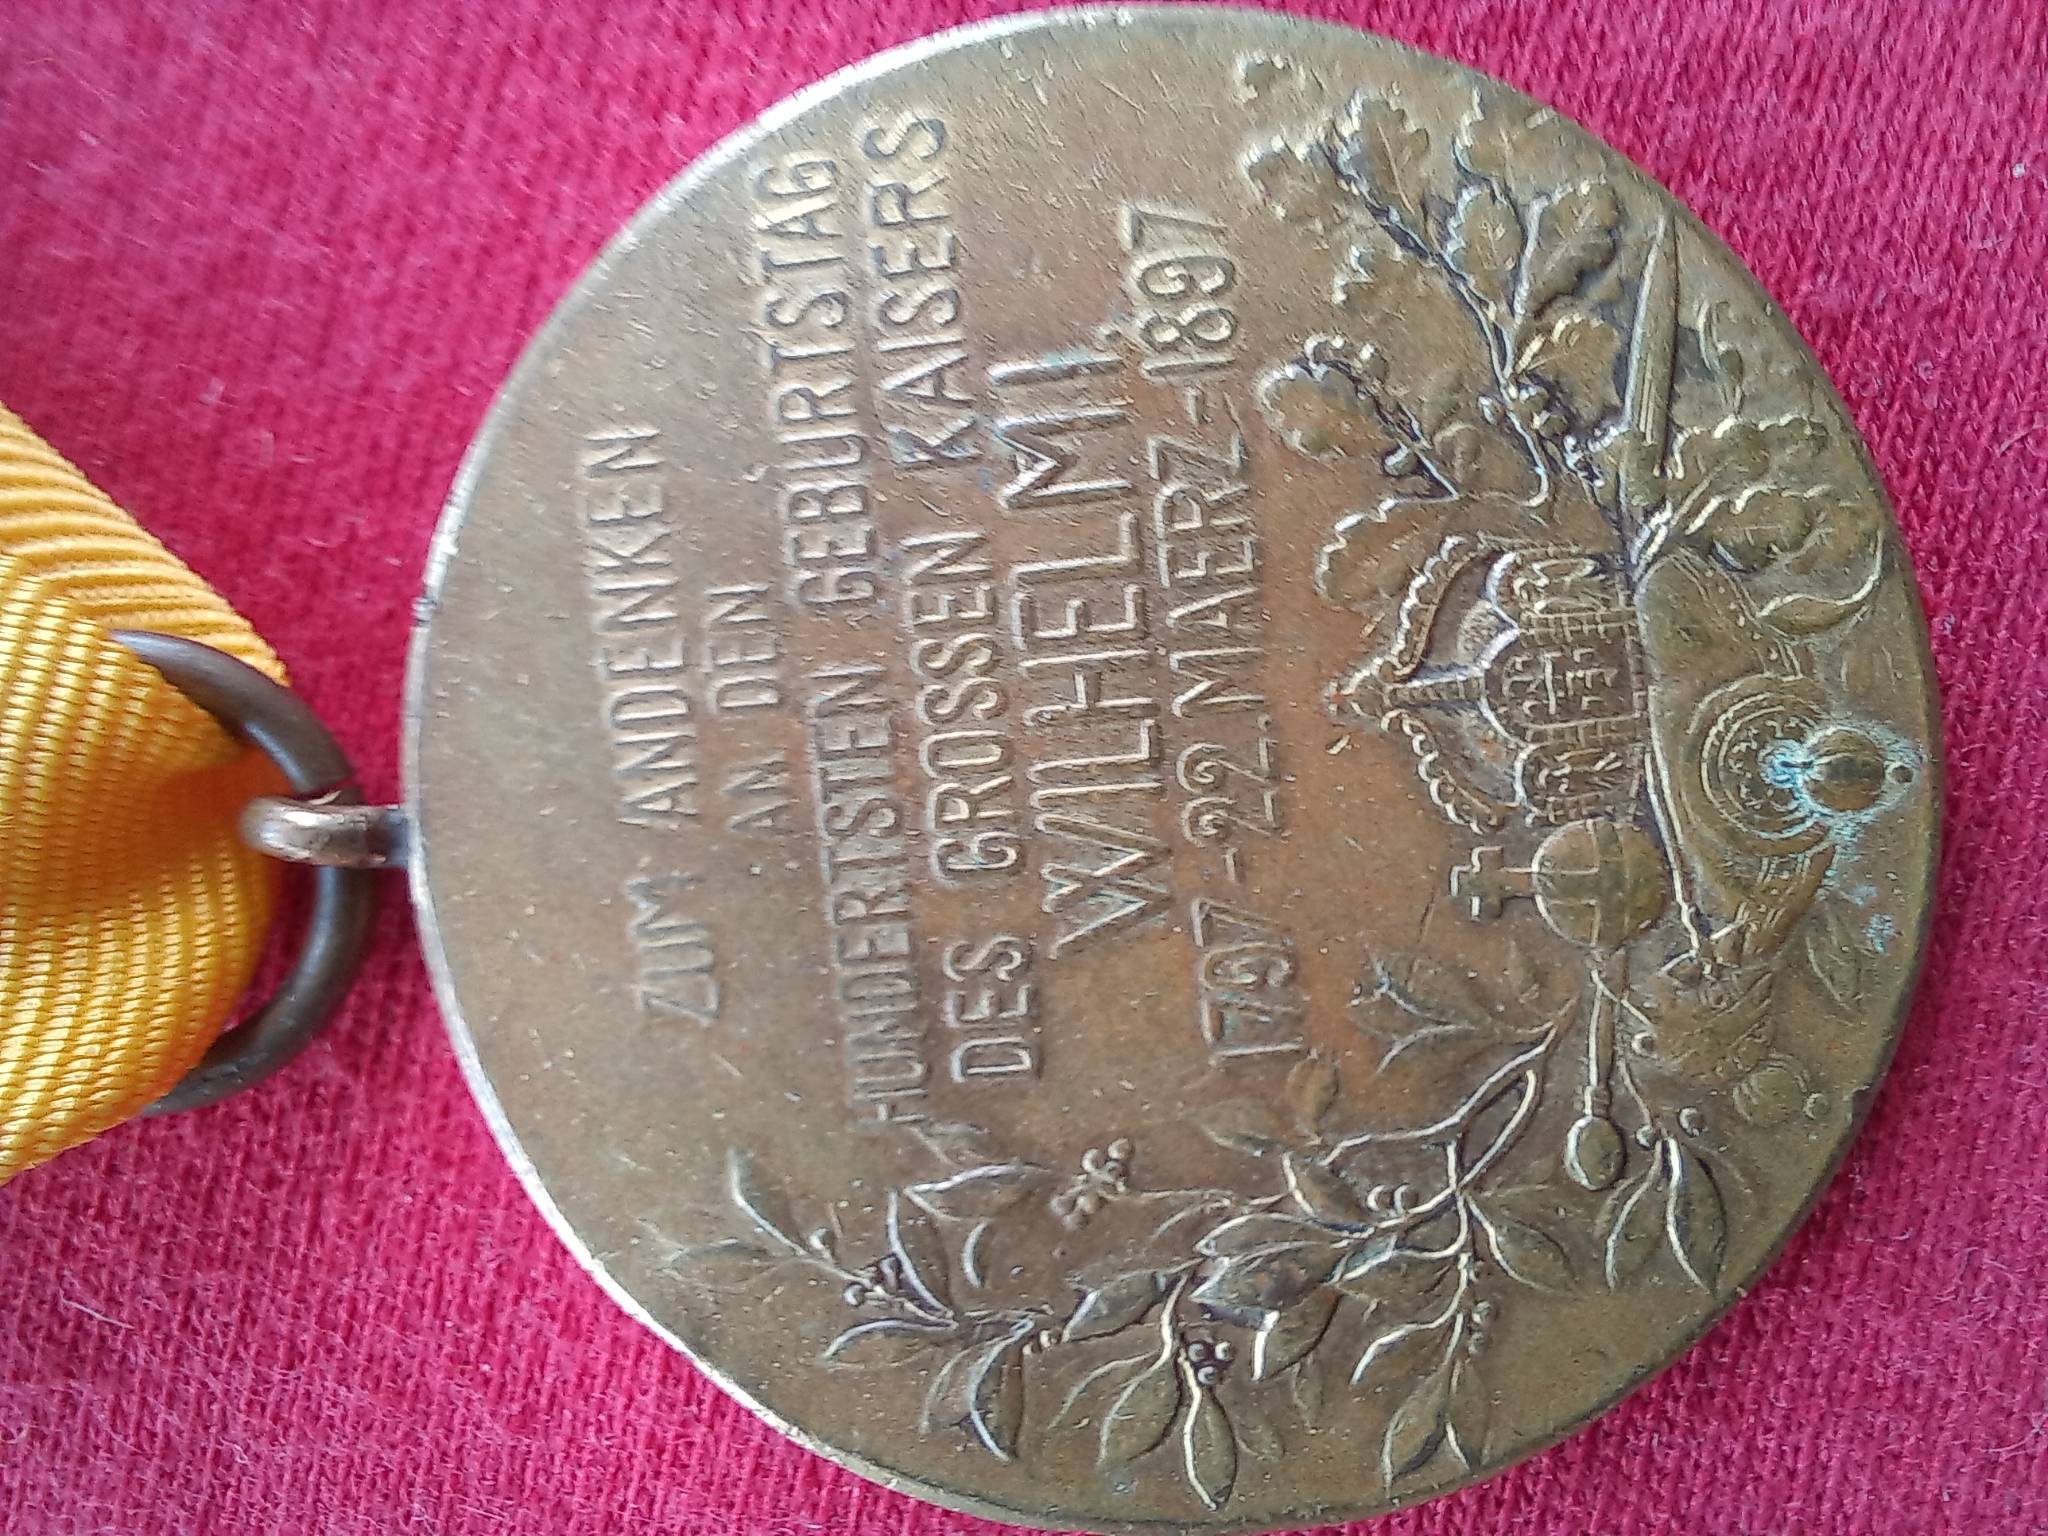 ZUM ANDENKEN
AN DEN
HUNDERTSTEN GEBURTSTAG
DES GROSSEN KAISERS
WILHELM I,
1797-22.MAERZ-1897